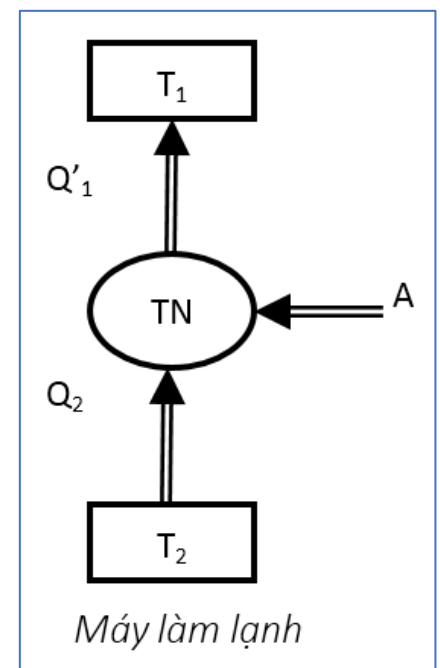 T₁
Q’₁
TN
A
Q₂
T₂
Máy làm lạnh